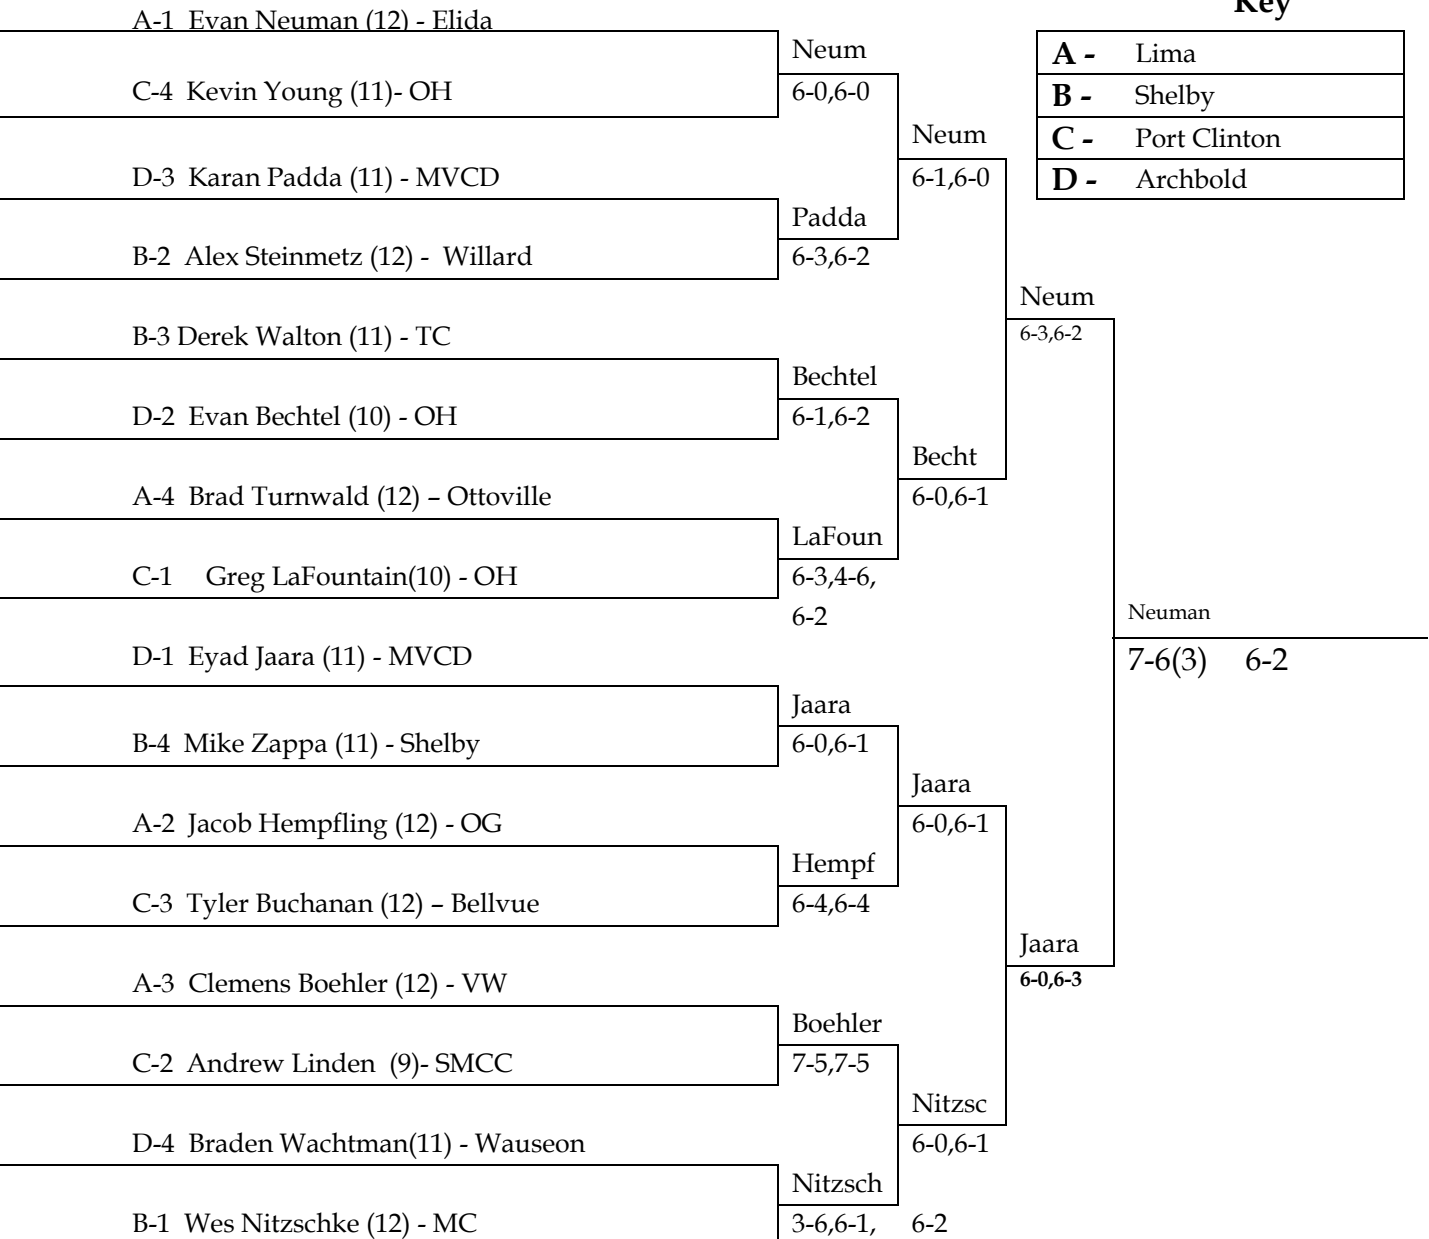 Key
A-1 Evan Neuman (12) - Elida
Neum
A - Lima
C-4 Kevin Young (11)- OH
6-0,6-0
B - Shelby
Neum
C - Port Clinton
D-3 Karan Padda (11) - MVCD
6-1,6-0
D - Archbold
Padda
B-2 Alex Steinmetz (12) - Willard
6-3,6-2
Neum
B-3 Derek Walton (11) - TC
6-3,6-2
Bechtel
D-2 Evan Bechtel (10) - OH
6-1,6-2
Becht
A-4 Brad Turnwald (12) – Ottoville
6-0,6-1
LaFoun
C-1 Greg LaFountain(10) - OH
6-3,4-6,
6-2
Neuman
D-1 Eyad Jaara (11) - MVCD
7-6(3) 6-2
Jaara
B-4 Mike Zappa (11) - Shelby
6-0,6-1
Jaara
A-2 Jacob Hempfling (12) - OG
6-0,6-1
Hempf
C-3 Tyler Buchanan (12) – Bellvue
6-4,6-4
Jaara
A-3 Clemens Boehler (12) - VW
6-0,6-3
Boehler
C-2 Andrew Linden (9)- SMCC
7-5,7-5
Nitzsc
D-4 Braden Wachtman(11) - Wauseon
6-0,6-1
Nitzsch
B-1 Wes Nitzschke (12) - MC
3-6,6-1, 6-2